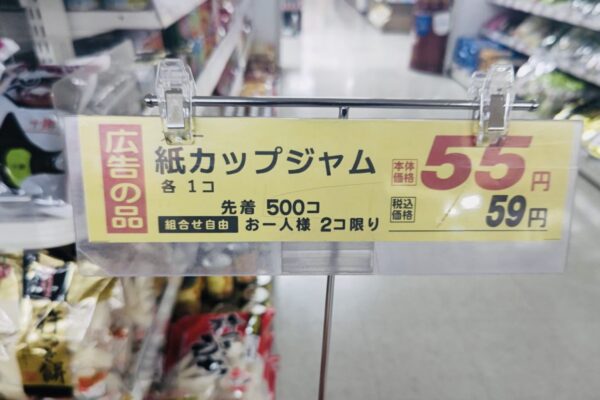 広告の品
紙カップジャム
各 1コ
先着 500コ
組合せ自由 お一人様 2コ限り
本体価格 55円
税込価格 59円